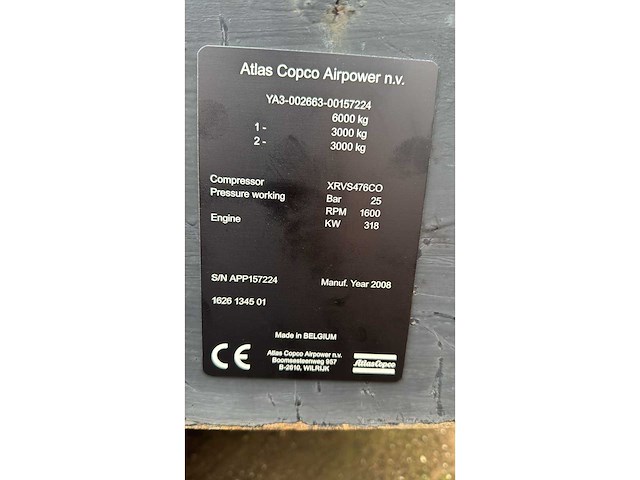 Atlas Copco Airpower n.v.
YA3-002663-00157224
6000 kg
1 - 3000 kg
2 - 3000 kg
Compressor XRVS476CO
Pressure working Bar 25
RPM 1600
Engine KW 318
S/N APP157224 Manuf. Year 2008
1626 1345 01
Made in BELGIUM
CE Atlas Copco Airpower n.v.
Boomsesteenweg 957
B-2610, WILRIJK
Atlas Copco